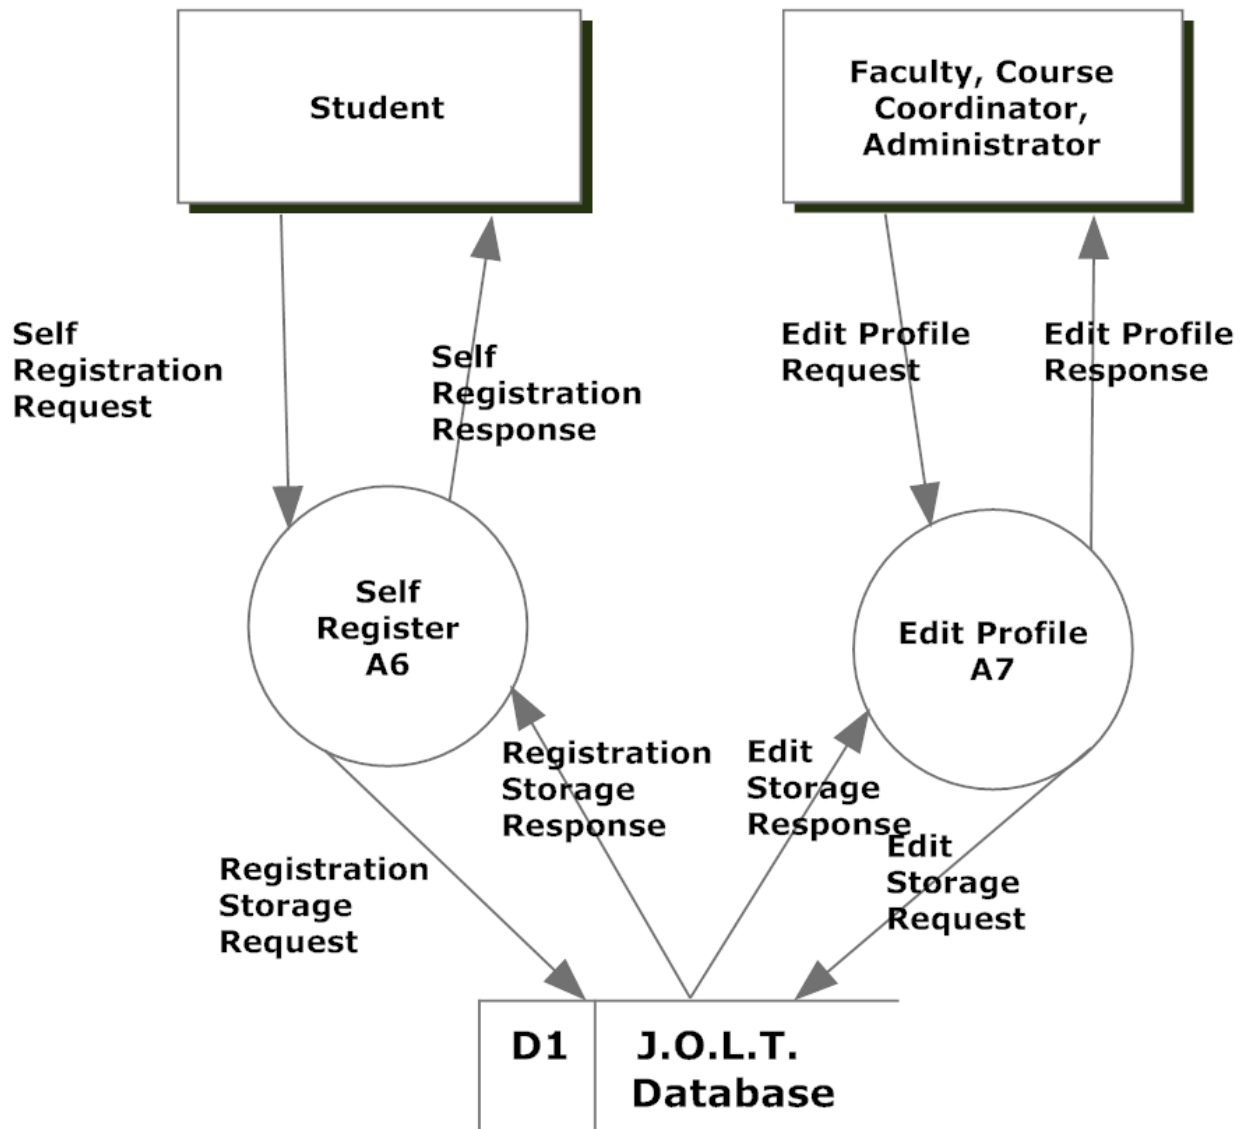 Student
Faculty, Course
Coordinator,
Administrator
Self
Registration
Request
Self
Registration
Response
Edit Profile
Request
Edit Profile
Response
Self
Register
A6
Edit Profile
A7
Registration
Storage
Response
Edit
Storage
Response
Registration
Storage
Request
Edit
Storage
Request
D1
J.O.L.T.
Database